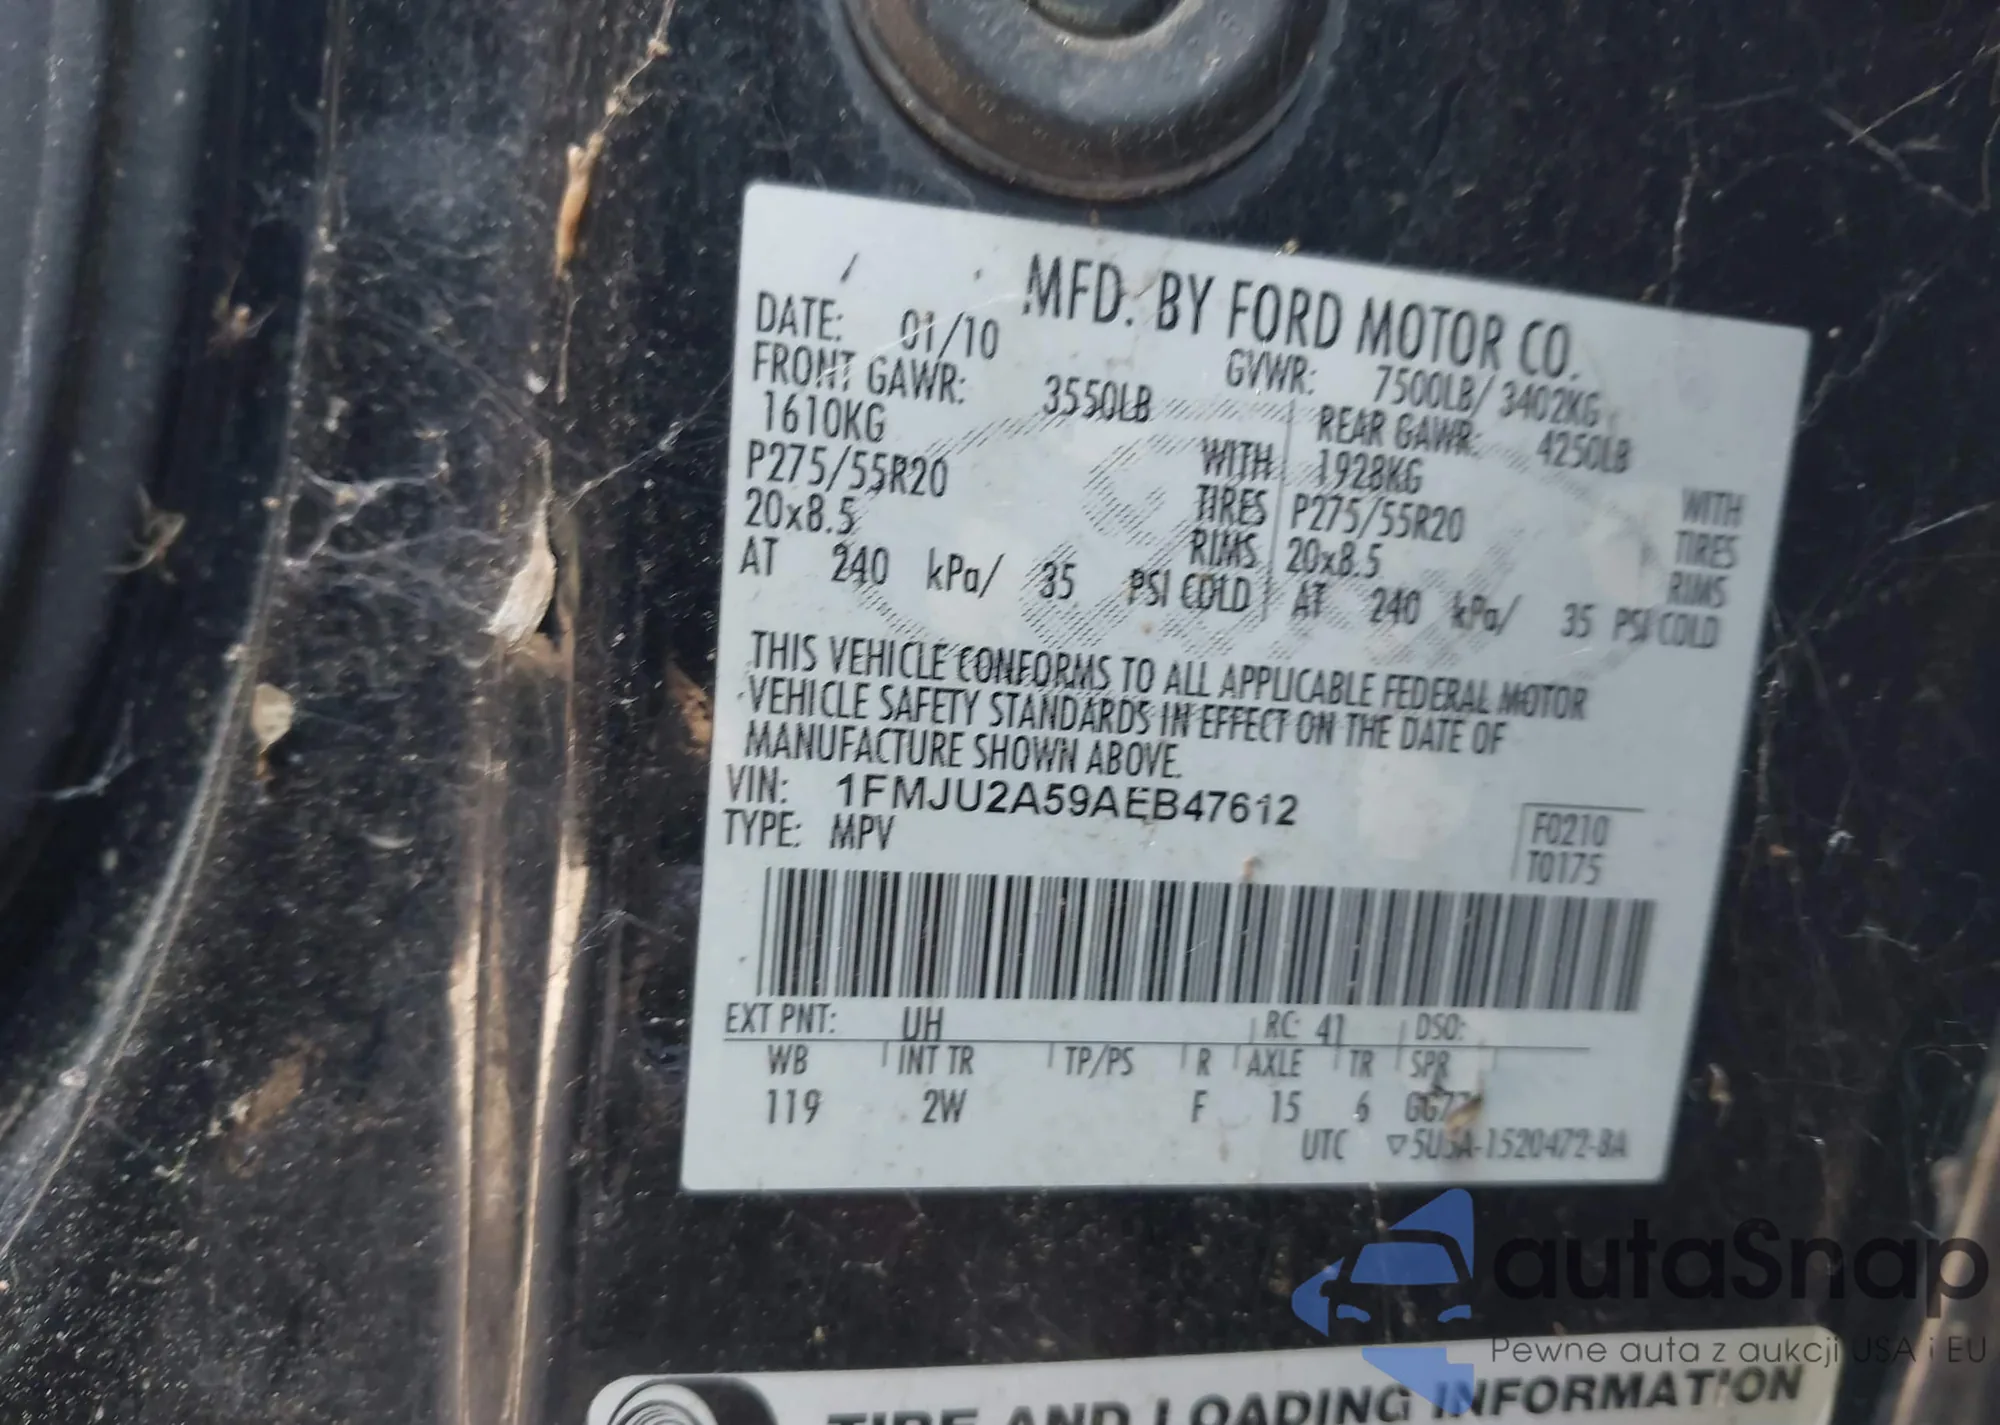 MFD. BY FORD MOTOR CO.
DATE: 01/10 GVWR: 7500LB/ 3402KG
FRONT GAWR: 3550LB REAR GAWR: 4250LB
1610KG WITH 1928KG WITH
P275/55R20 TIRES P275/55R20 TIRES
20x8.5 RIMS 20x8.5 RIMS
AT 240 kPa/ 35 PSI COLD AT 240 kPa/ 35 PSI COLD
THIS VEHICLE CONFORMS TO ALL APPLICABLE FEDERAL MOTOR
VEHICLE SAFETY STANDARDS IN EFFECT ON THE DATE OF
MANUFACTURE SHOWN ABOVE.
VIN: 1FMJU2A59AEB47612
TYPE: MPV
F0210
T0175
EXT PNT: UH RC: 41 DSO:
WB INT TR TP/PS R AXLE TR SPR
119 2W F 15 6
UTC
autaSnap
Pewne auta z aukcji USA i EU
TIRE AND LOADING INFORMATION